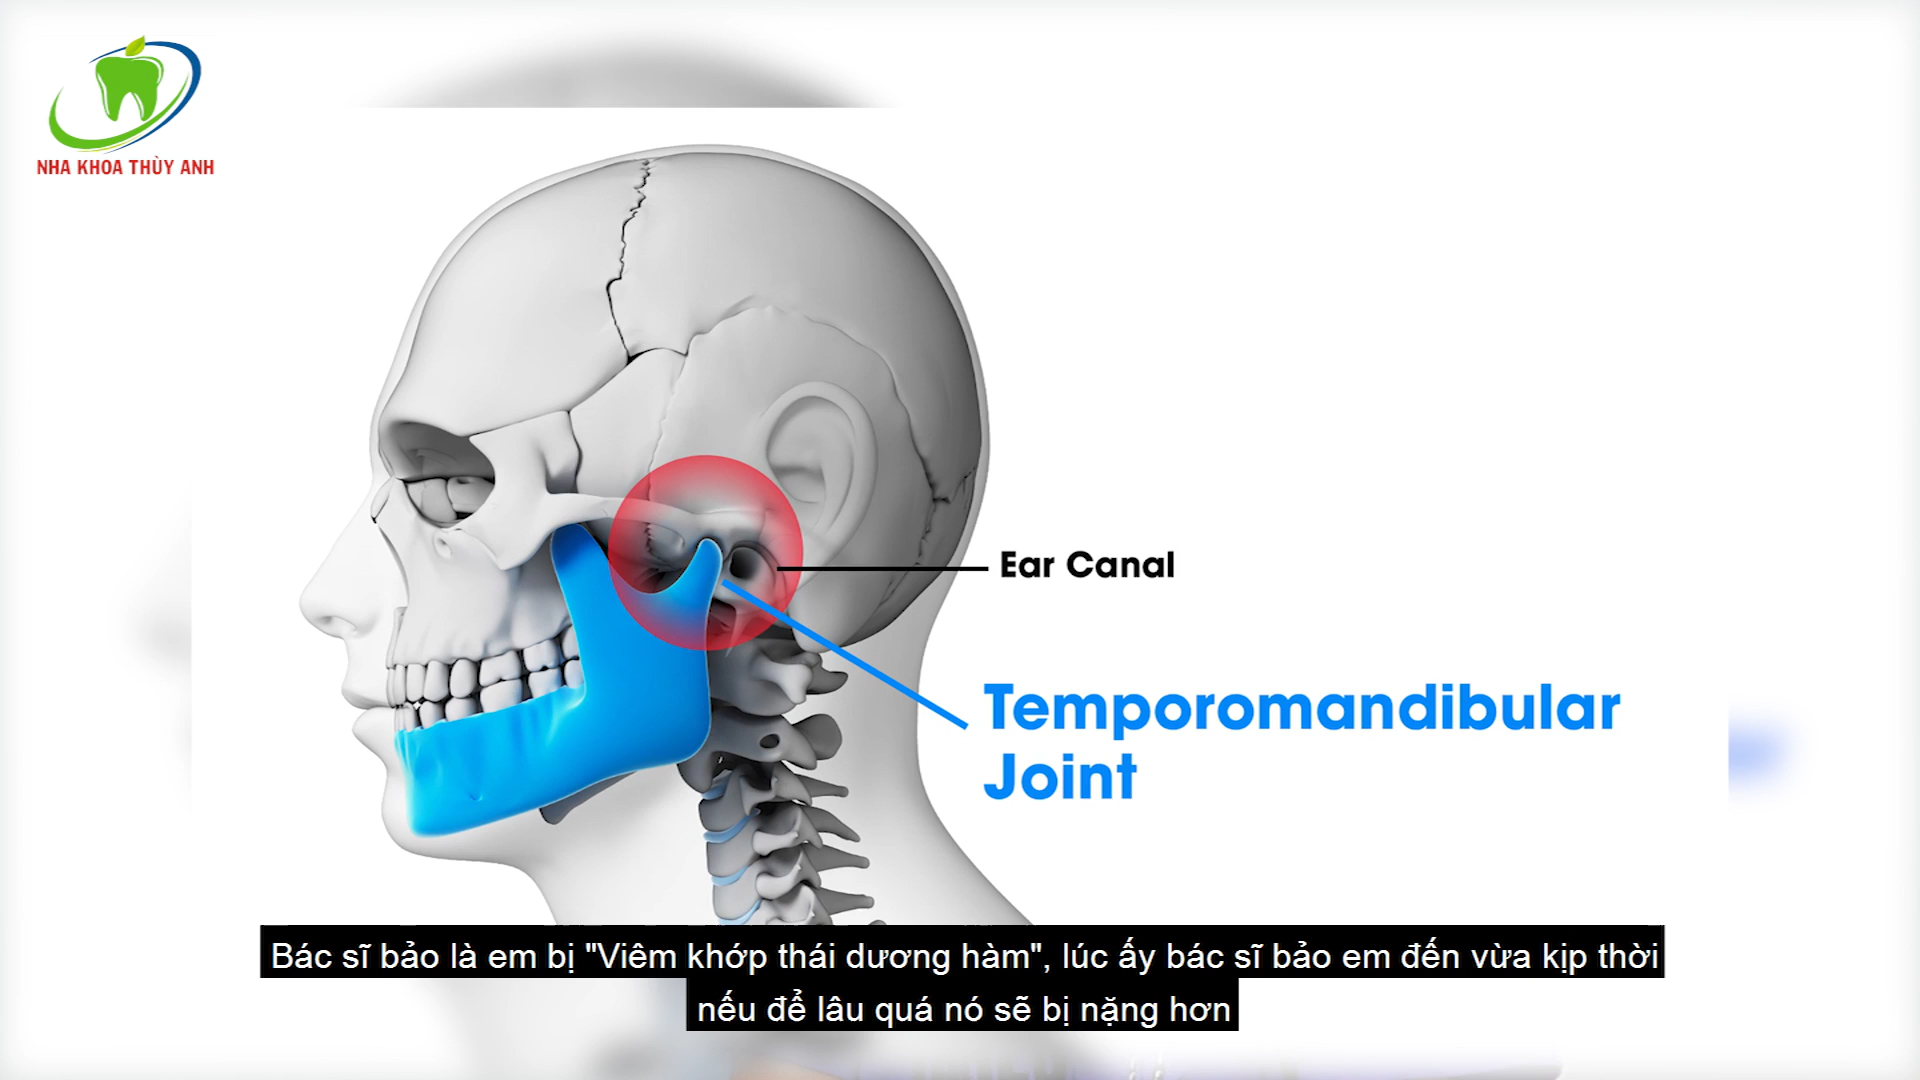 NHA KHOA THÙY ANH
Ear Canal
Temporomandibular
Joint
Bác sĩ bảo là em bị "Viêm khớp thái dương hàm", lúc ấy bác sĩ bảo em đến vừa kịp thời
nếu để lâu quá nó sẽ bị nặng hơn